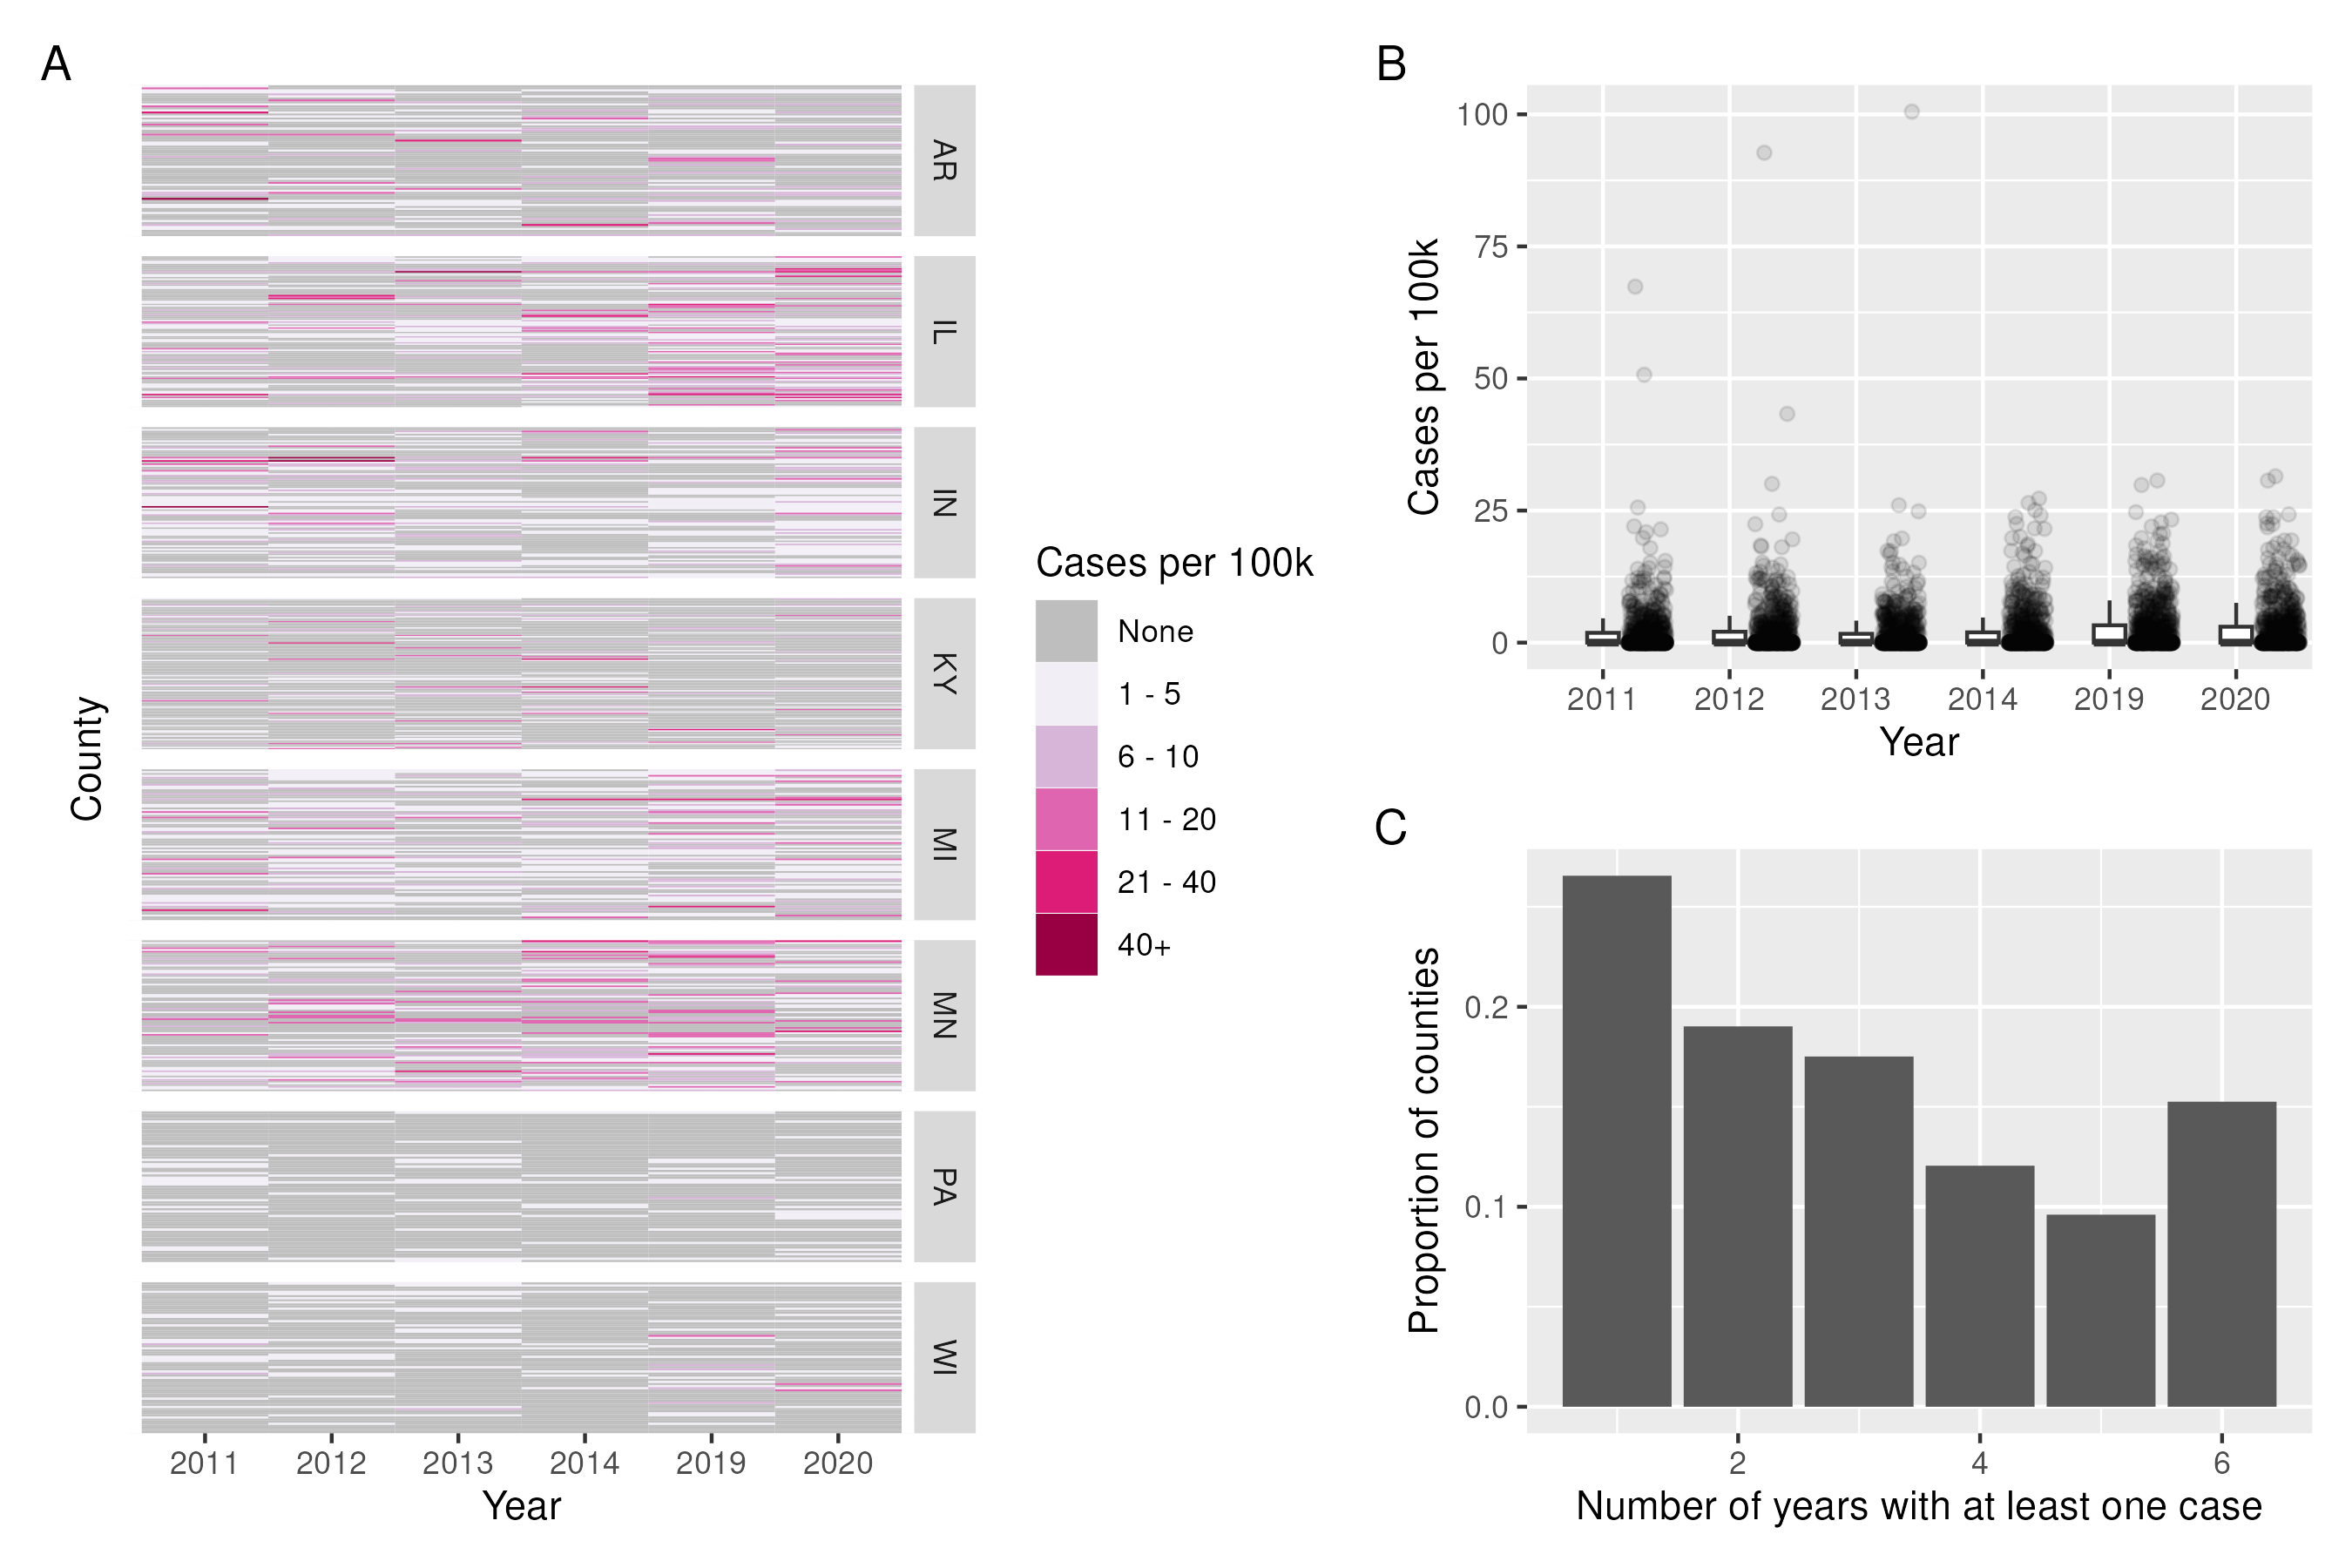 A
AR
IL
IN
KY
MI
MN
PA
WI
County
2011 2012 2013 2014 2019 2020
Year
Cases per 100k
None
1 - 5
6 - 10
11 - 20
21 - 40
40+
B
Cases per 100k
100
75
50
25
0
2011 2012 2013 2014 2019 2020
Year
C
Proportion of counties
0.2
0.1
0.0
2 4 6
Number of years with at least one case